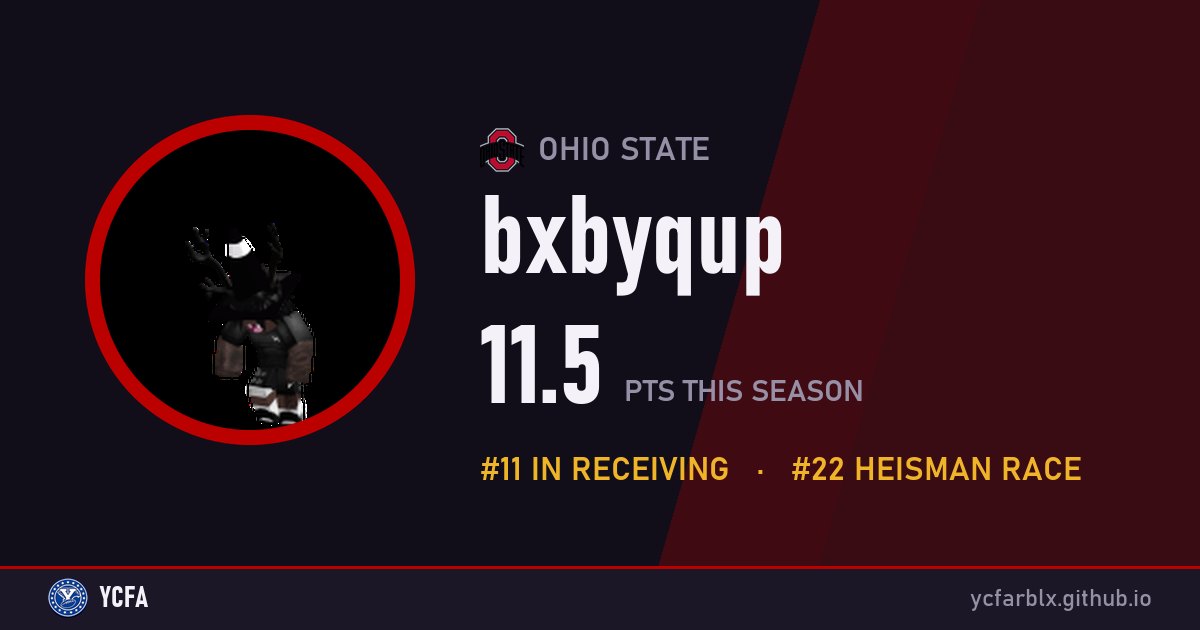 OHIO STATE
bxbyqup
11.5 PTS THIS SEASON
#11 IN RECEIVING · #22 HEISMAN RACE
YCFA
ycfarblx.github.io